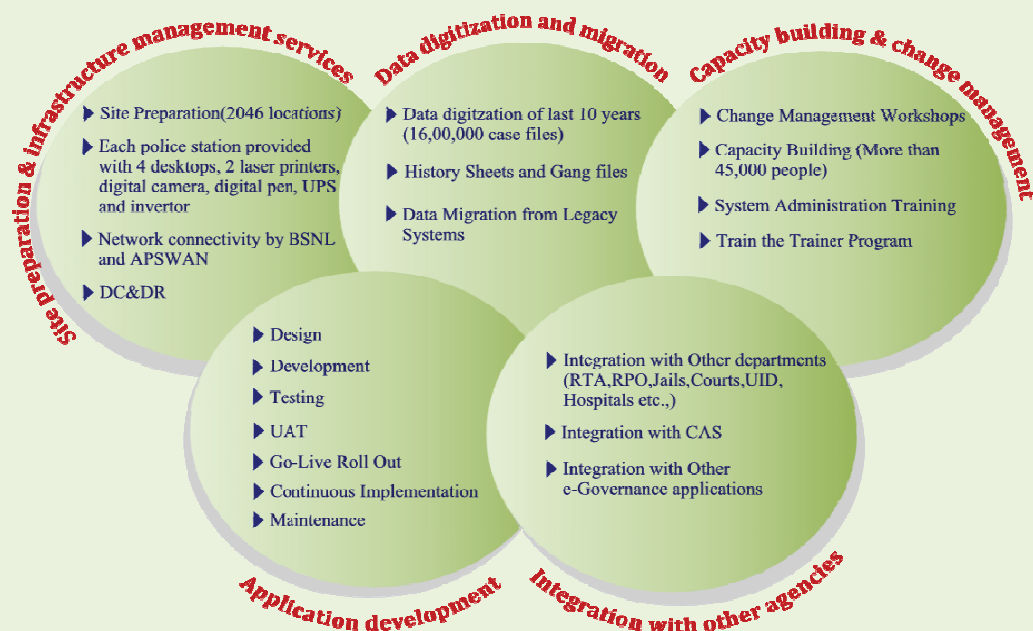 Site preparation & infrastructure management services
Site Preparation(2046 locations)
Each police station provided
with 4 desktops, 2 laser printers,
digital camera, digital pen, UPS
and invertor
Network connectivity by BSNL
and APSWAN
DC&DR
Data digitization and migration
Data digitzation of last 10 years
(16,00,000 case files)
History Sheets and Gang files
Data Migration from Legacy
Systems
Capacity building & change management
Change Management Workshops
Capacity Building (More than
45,000 people)
System Administration Training
Train the Trainer Program
Design
Development
Testing
UAT
Go-Live Roll Out
Continuous Implementation
Maintenance
Application development
Integration with Other departments
(RTA,RPO,Jails,Courts,UID,
Hospitals etc.,)
Integration with CAS
Integration with Other
e-Governance applications
Integration with other agencies